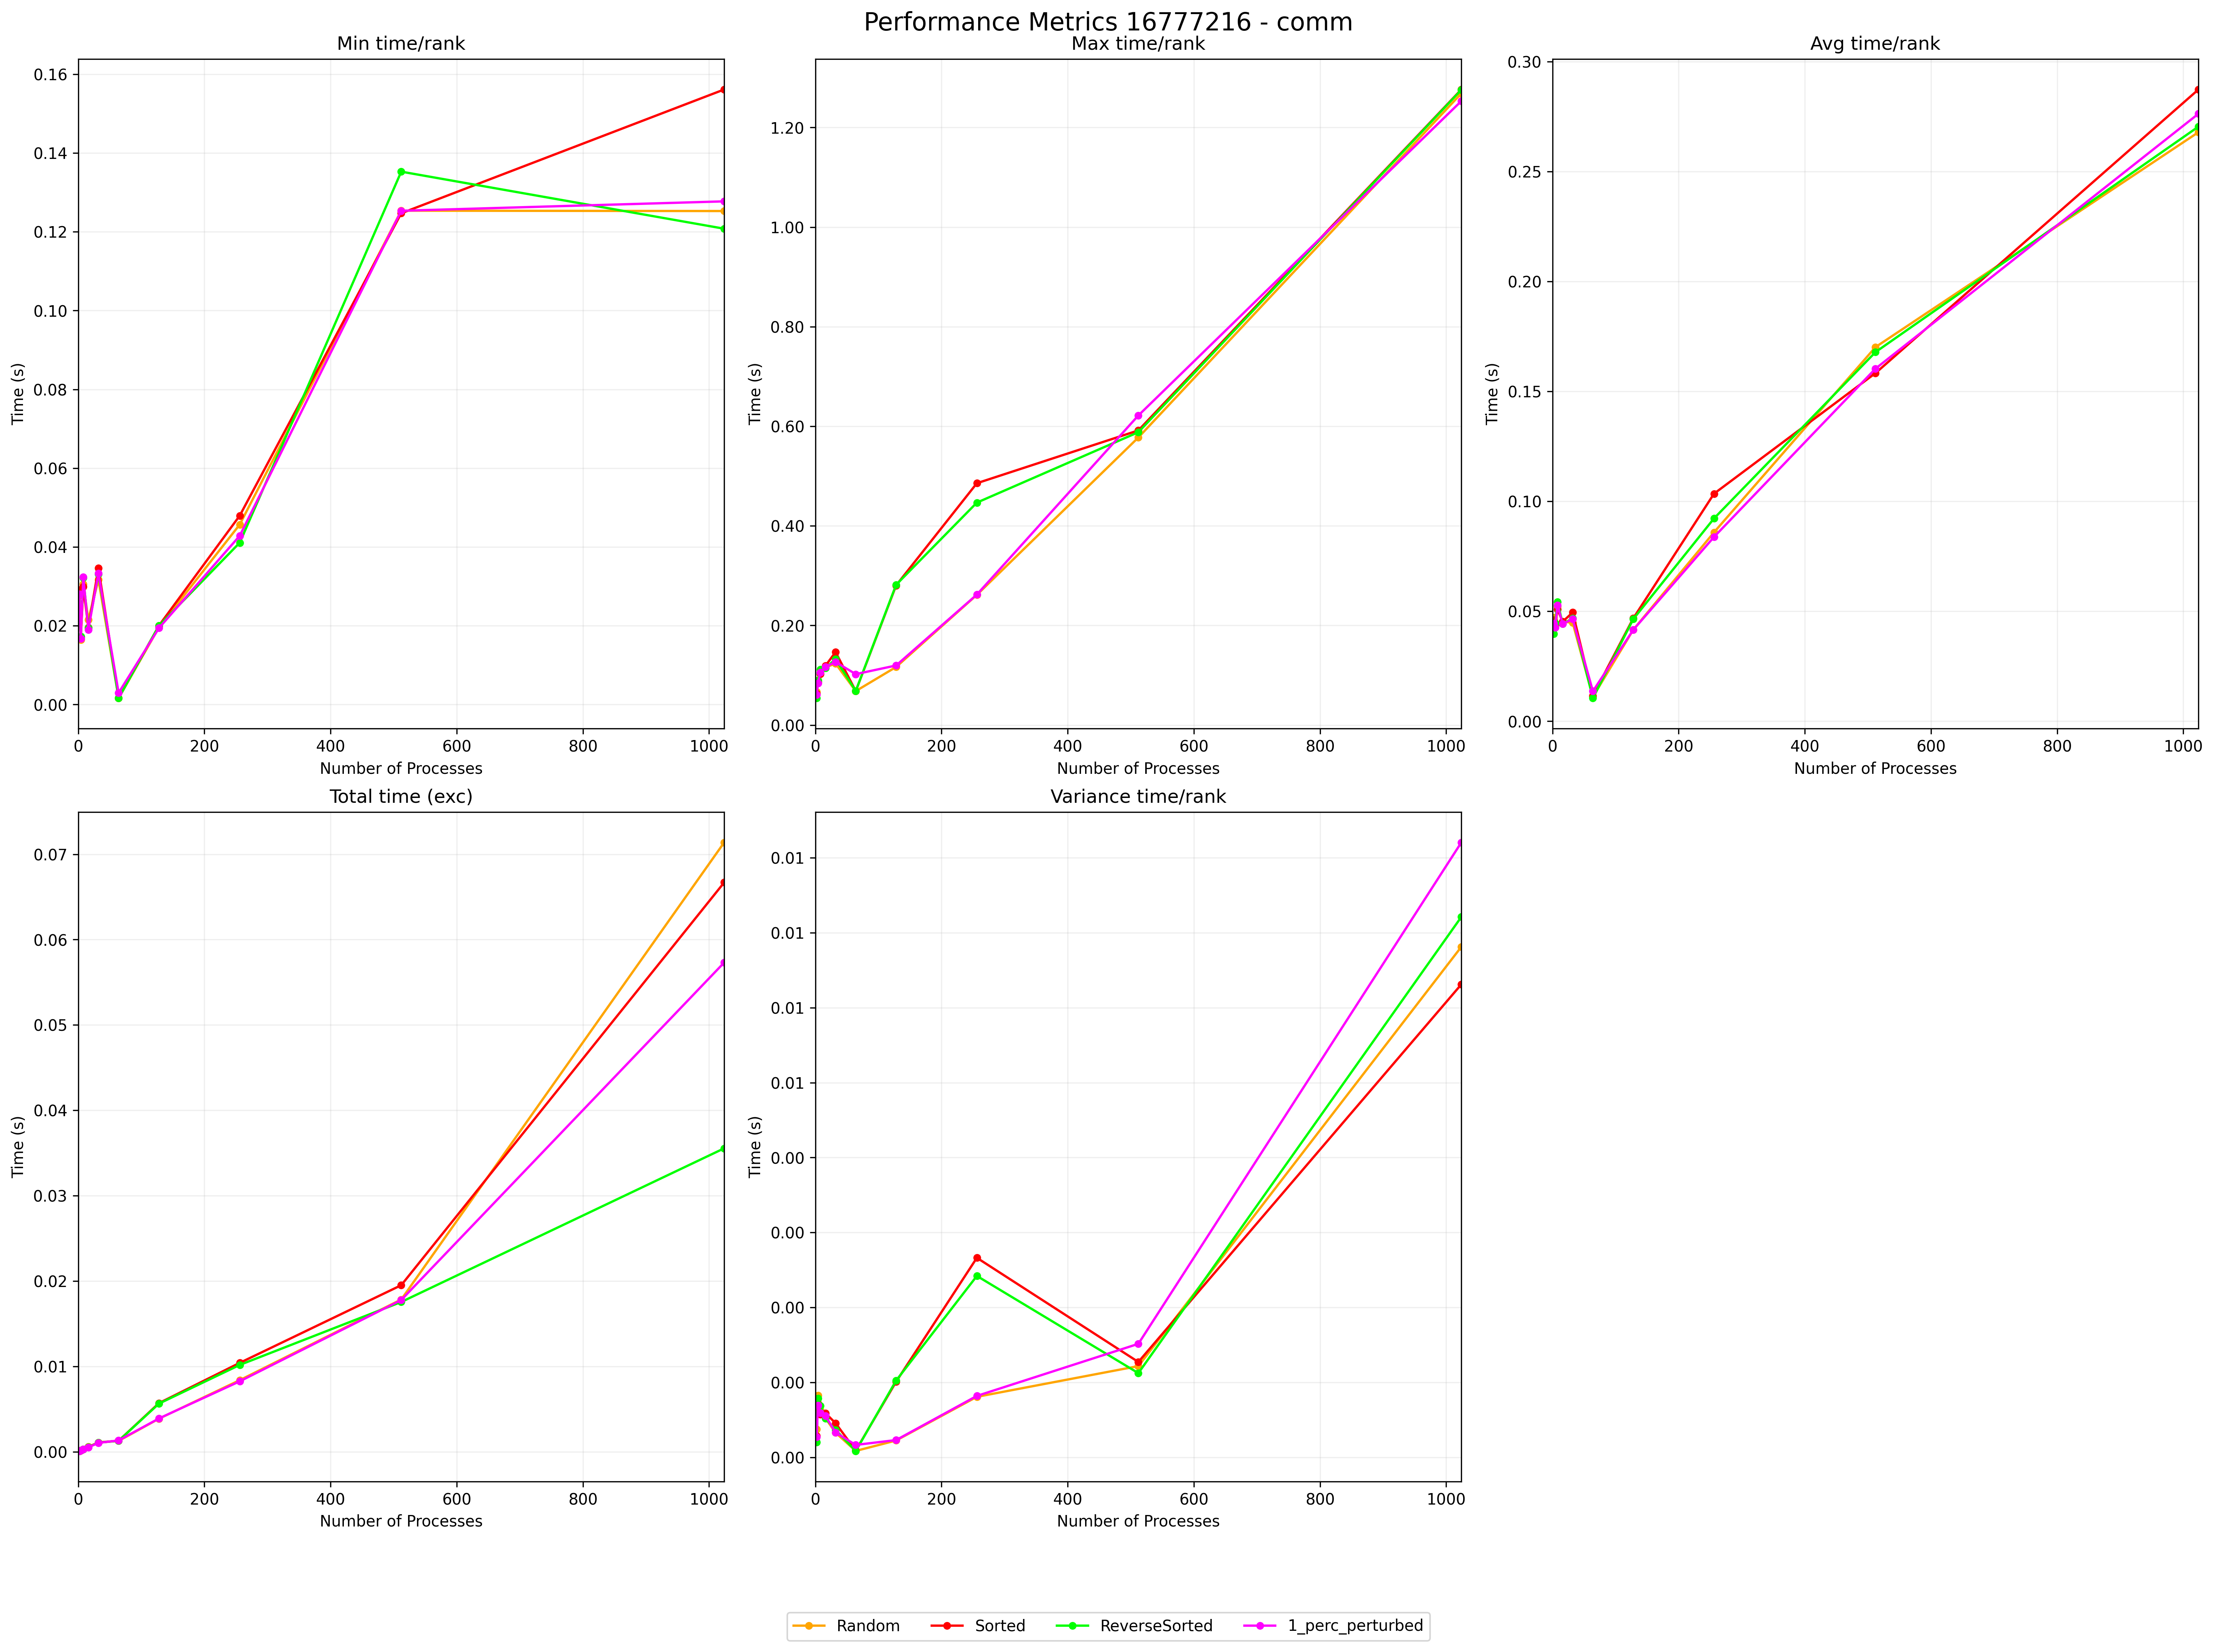 Performance Metrics 16777216 - comm
Min time/rank
0.16
0.14
0.12
0.10
0.08
0.06
0.04
0.02
0.00
Time (s)
0 200 400 600 800 1000
Number of Processes
Max time/rank
1.20
1.00
0.80
0.60
0.40
0.20
0.00
Time (s)
0 200 400 600 800 1000
Number of Processes
Avg time/rank
0.30
0.25
0.20
0.15
0.10
0.05
0.00
Time (s)
0 200 400 600 800 1000
Number of Processes
Total time (exc)
0.07
0.06
0.05
0.04
0.03
0.02
0.01
0.00
Time (s)
0 200 400 600 800 1000
Number of Processes
Variance time/rank
0.01
0.01
0.01
0.01
0.00
0.00
0.00
0.00
0.00
Time (s)
0 200 400 600 800 1000
Number of Processes
Random Sorted ReverseSorted 1_perc_perturbed